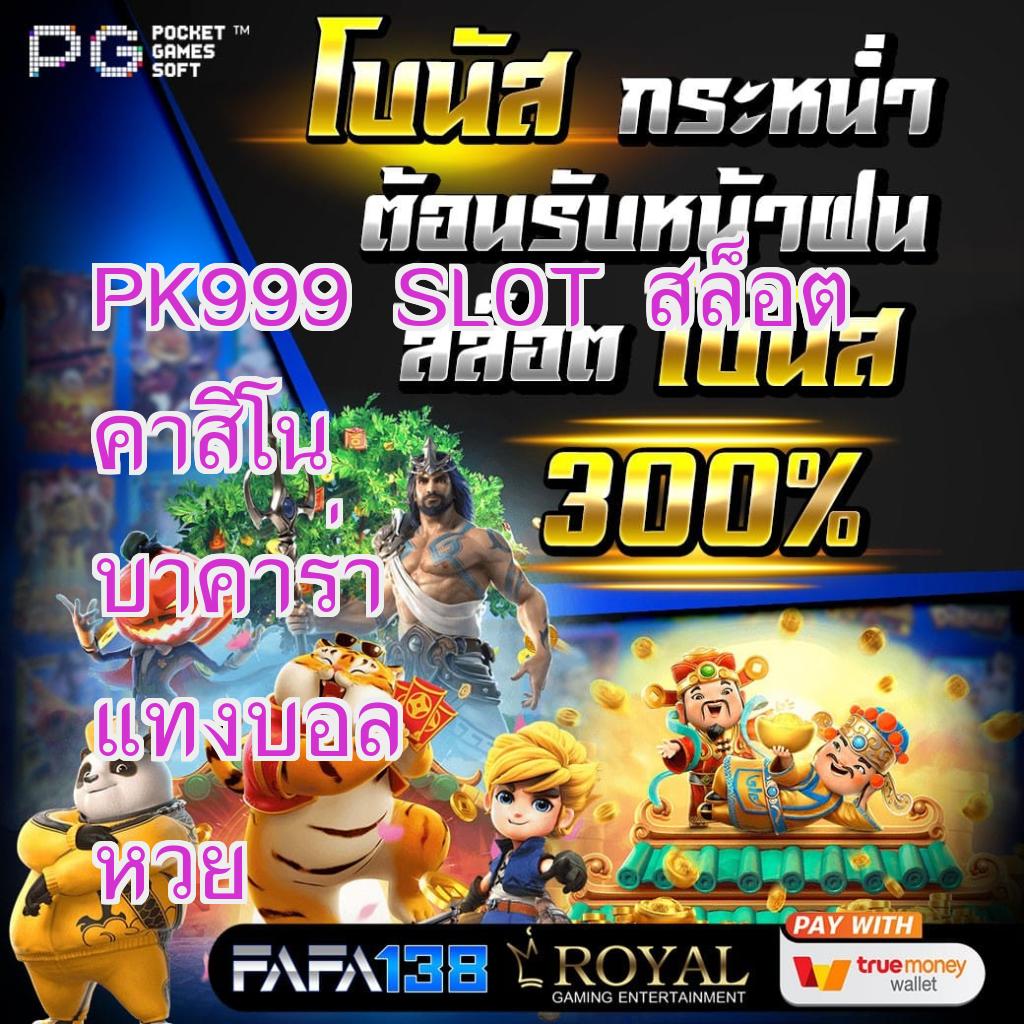 PG POCKET GAMES SOFT™
โบนัส กระหน่ำ
ต้อนรับหน้าฝน
PK999 SLOT สล็อต
สล็อต โบนัส
คาสิโน
300%
บาคาร่า
แทงบอล
หวย
FAFA138
ROYAL
GAMING ENTERTAINMENT
PAY WITH
truemoney
wallet